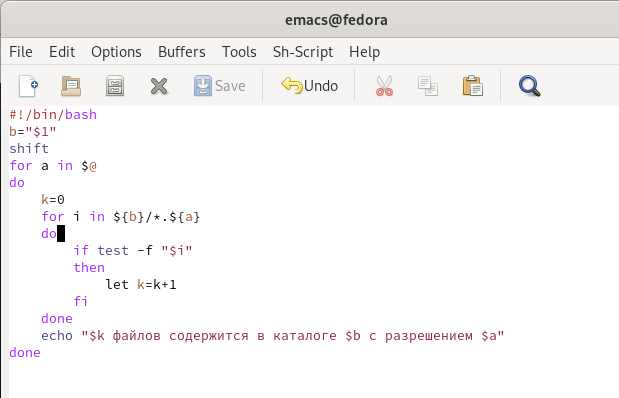 emacs@fedora
File Edit Options Buffers Tools Sh-Script Help
Save Undo
#!/bin/bash
b="$1"
shift
for a in $@
do
    k=0
    for i in ${b}/*.${a}
    do
        if test -f "$i"
        then
            let k=k+1
        fi
    done
    echo "$k файлов содержится в каталоге $b с разрешением $a"
done